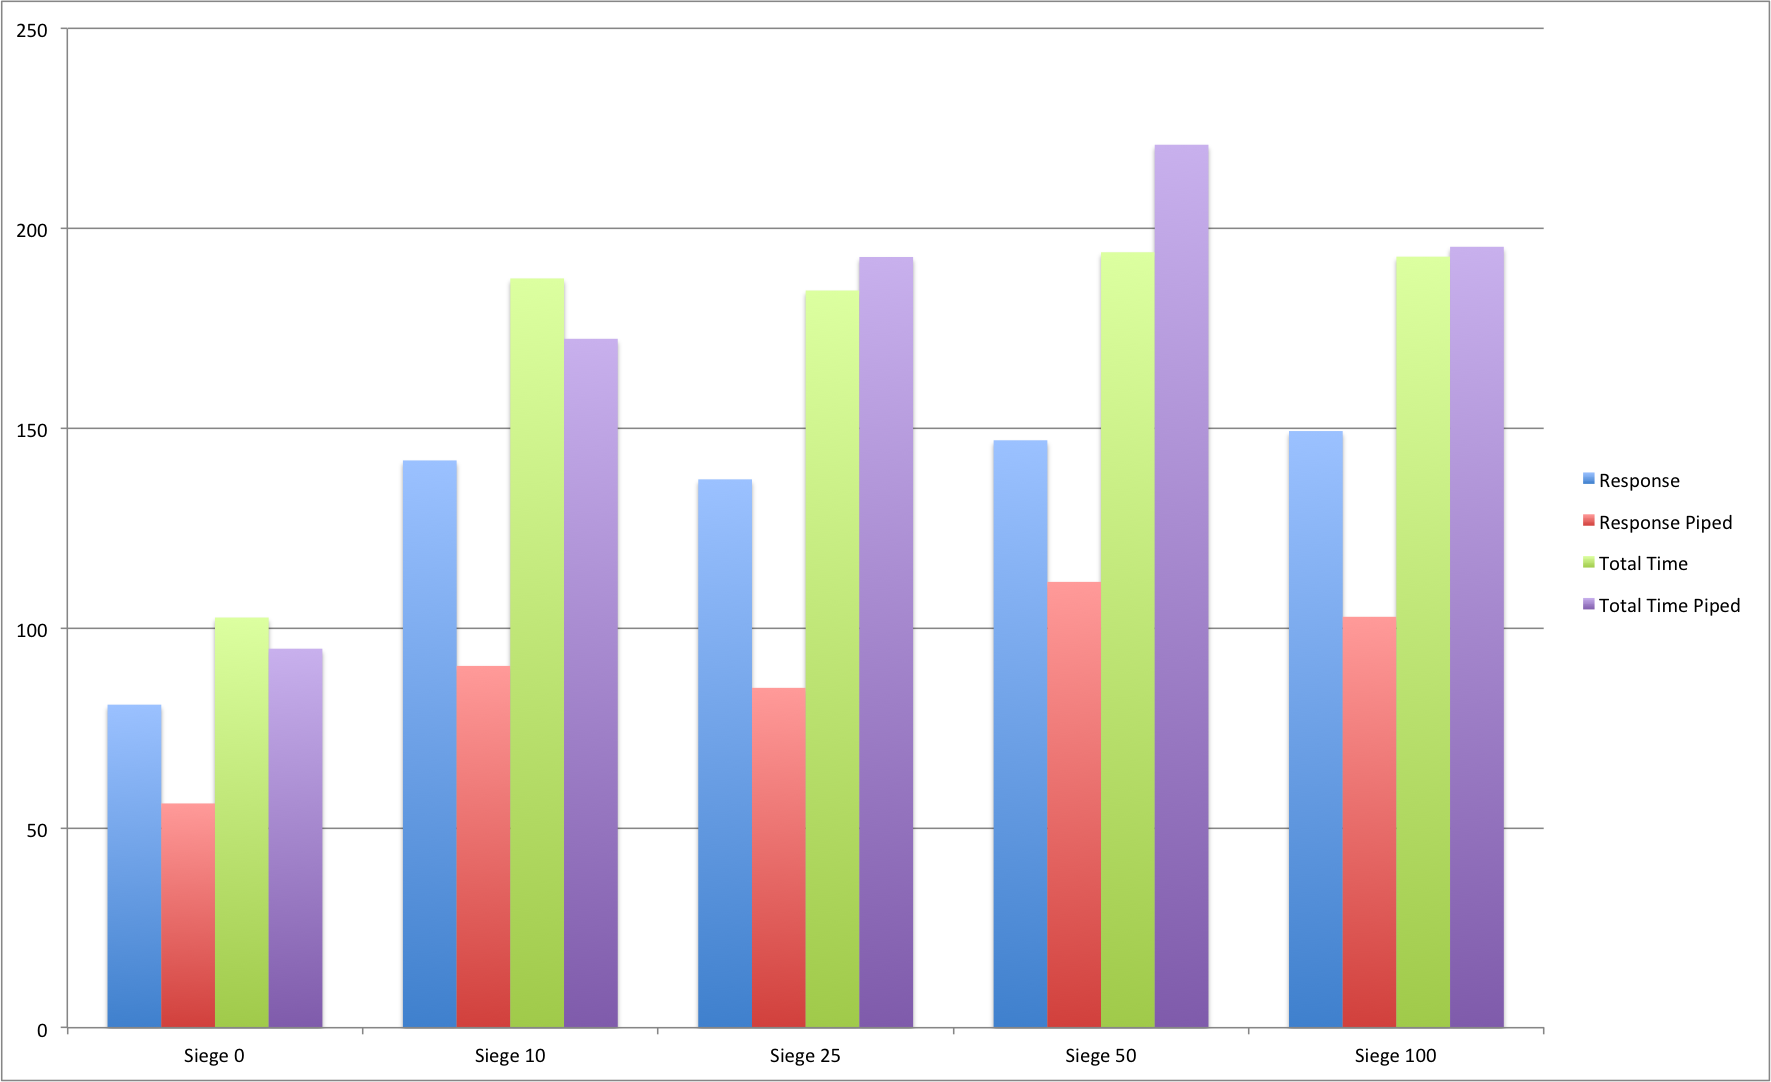 250
200
150
100
50
0
Siege 0
Siege 10
Siege 25
Siege 50
Siege 100
Response
Response Piped
Total Time
Total Time Piped